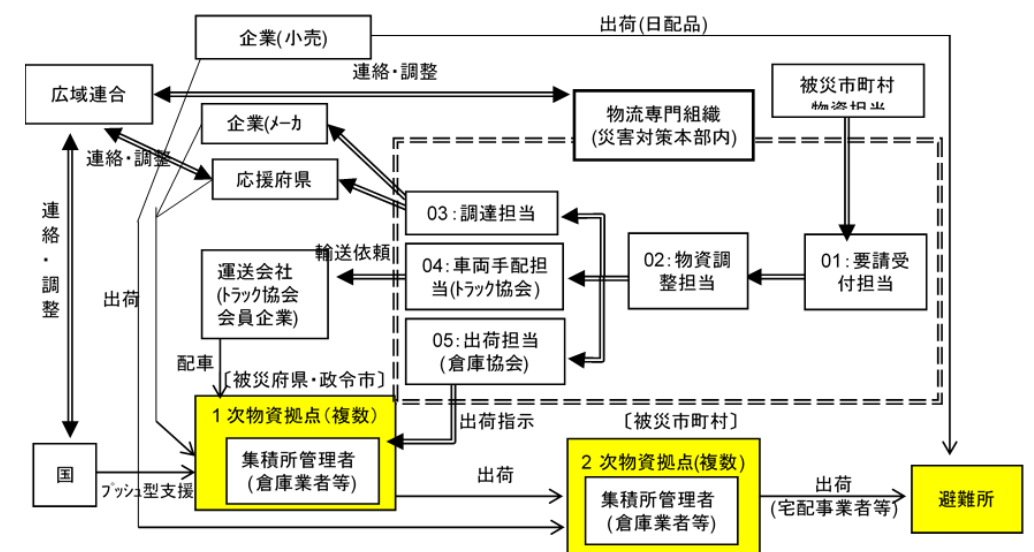 出荷(日配品)
企業(小売)
連絡・調整
広域連合
被災市町村
物資担当
物流専門組織
(災害対策本部内)
企業(ﾒｰｶ
連絡・調整
応援府県
03:調達担当
連絡・調整
輸送依頼
運送会社
(ﾄﾗｯｸ協会
会員企業)
04:車両手配担
当(ﾄﾗｯｸ協会)
02:物資調
整担当
01:要請受
付担当
出荷
05:出荷担当
(倉庫協会)
配車
〔被災府県・政令市〕
1次物資拠点(複数)
出荷指示
〔被災市町村〕
集積所管理者
(倉庫業者等)
国
ﾌﾟｯｼｭ型支援
出荷
2次物資拠点(複数)
集積所管理者
(倉庫業者等)
出荷
(宅配事業者等)
避難所